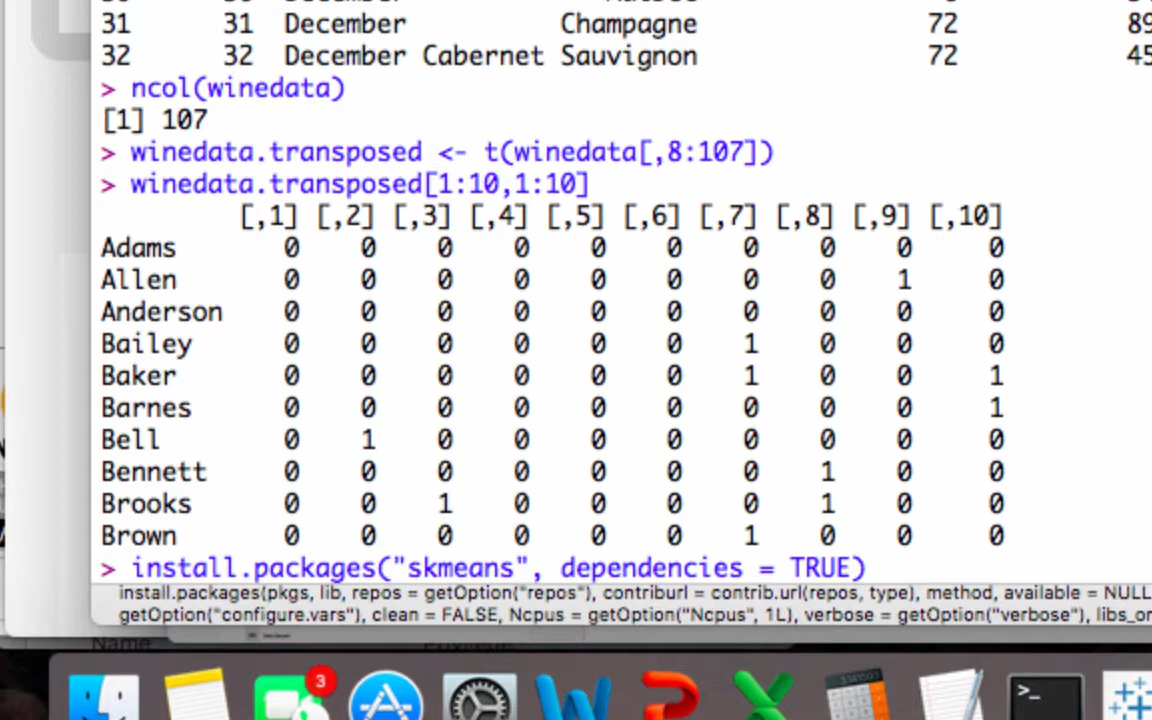 31 31 December Champagne 72 89
32 32 December Cabernet Sauvignon 72 45
> ncol(winedata)
[1] 107
> winedata.transposed <- t(winedata[,8:107])
> winedata.transposed[1:10,1:10]
[,1] [,2] [,3] [,4] [,5] [,6] [,7] [,8] [,9] [,10]
Adams 0 0 0 0 0 0 0 0 0 0
Allen 0 0 0 0 0 0 0 0 1 0
Anderson 0 0 0 0 0 0 0 0 0 0
Bailey 0 0 0 0 0 0 1 0 0 0
Baker 0 0 0 0 0 0 1 0 0 1
Barnes 0 0 0 0 0 0 0 0 0 1
Bell 0 1 0 0 0 0 0 0 0 0
Bennett 0 0 0 0 0 0 0 1 0 0
Brooks 0 0 1 0 0 0 0 1 0 0
Brown 0 0 0 0 0 0 1 0 0 0
> install.packages("skmeans", dependencies = TRUE)
install.packages(pkgs, lib, repos = getOption("repos"), contriburl = contrib.url(repos, type), method, available = NULL
getOption("configure.vars"), clean = FALSE, Ncpus = getOption("Ncpus", 1L), verbose = getOption("verbose"), libs_or
Name
3
>_